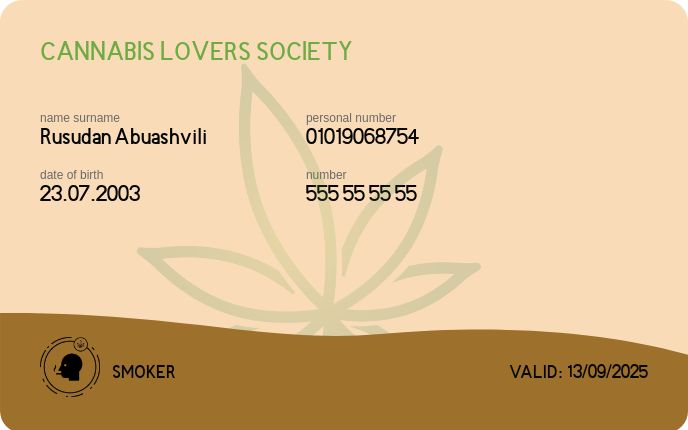 CANNABIS LOVERS SOCIETY
name surname
Rusudan Abuashvili
personal number
01019068754
date of birth
23.07.2003
number
555 55 55 55
SMOKER
VALID: 13/09/2025